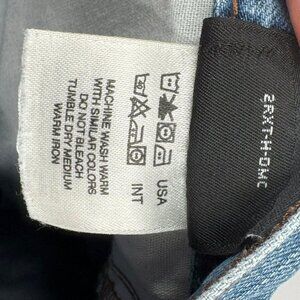 USA
INT
MACHINE WASH WARM
WITH SIMILAR COLORS
DO NOT BLEACH
TUMBLE DRY MEDIUM
WARM IRON
2RXT-H-DMC